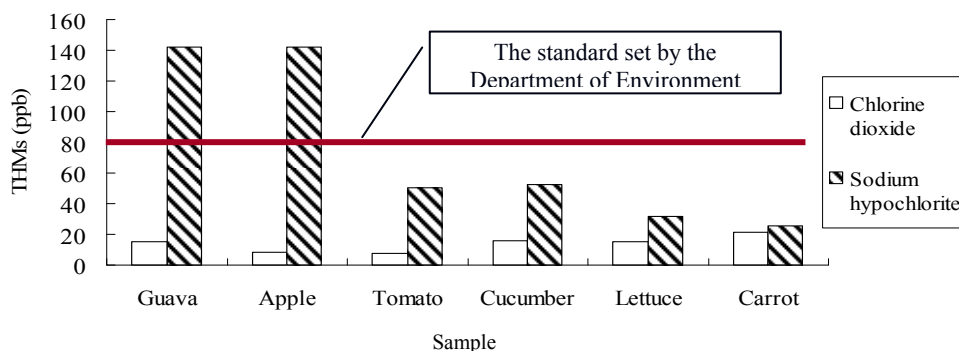 160
140
120
100
80
60
40
20
0
THMs (ppb)
The standard set by the
Department of Environment
Chlorine
dioxide
Sodium
hypochlorite
Guava Apple Tomato Cucumber Lettuce Carrot
Sample